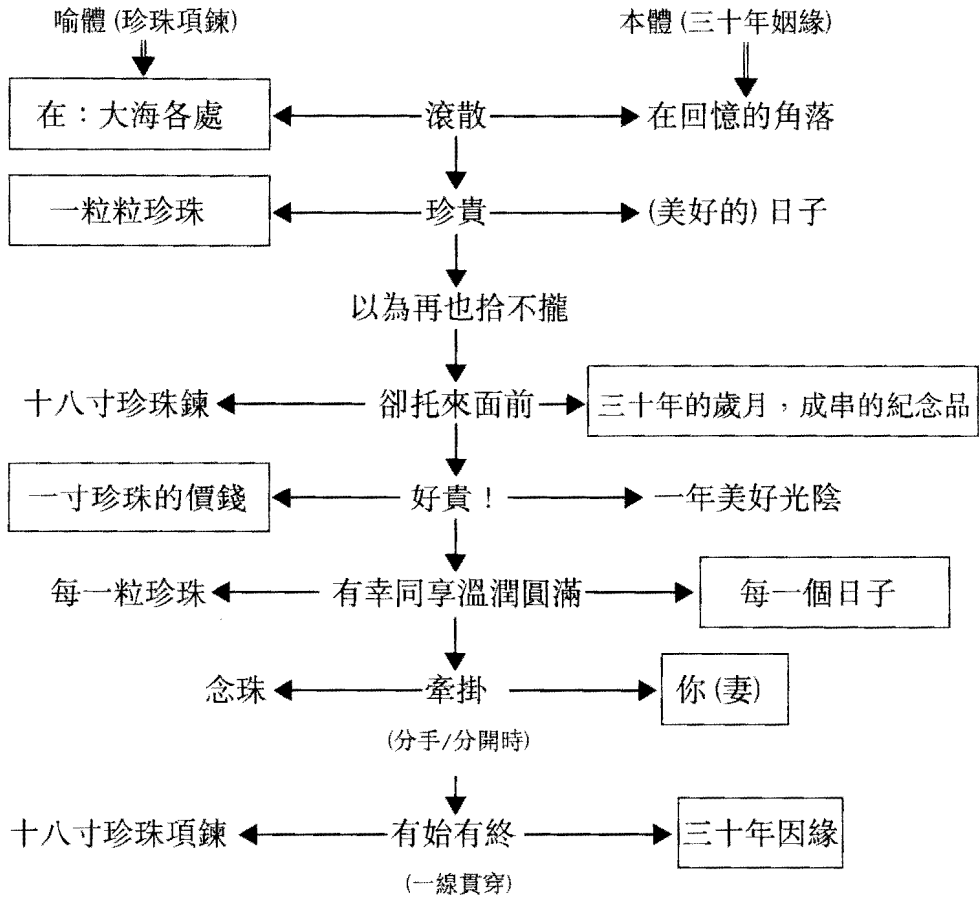 喻體 (珍珠項鍊) 本體 (三十年姻緣)
在：大海各處 滾散 在回憶的角落
一粒粒珍珠 珍貴 (美好的) 日子
以為再也拾不攏
十八寸珍珠鍊 卻托來面前 三十年的歲月，成串的紀念品
一寸珍珠的價錢 好貴！ 一年美好光陰
每一粒珍珠 有幸同享溫潤圓滿 每一個日子
念珠 牽掛 你 (妻)
(分手/分開時)
十八寸珍珠項鍊 有始有終 三十年因緣
(一線貫穿)